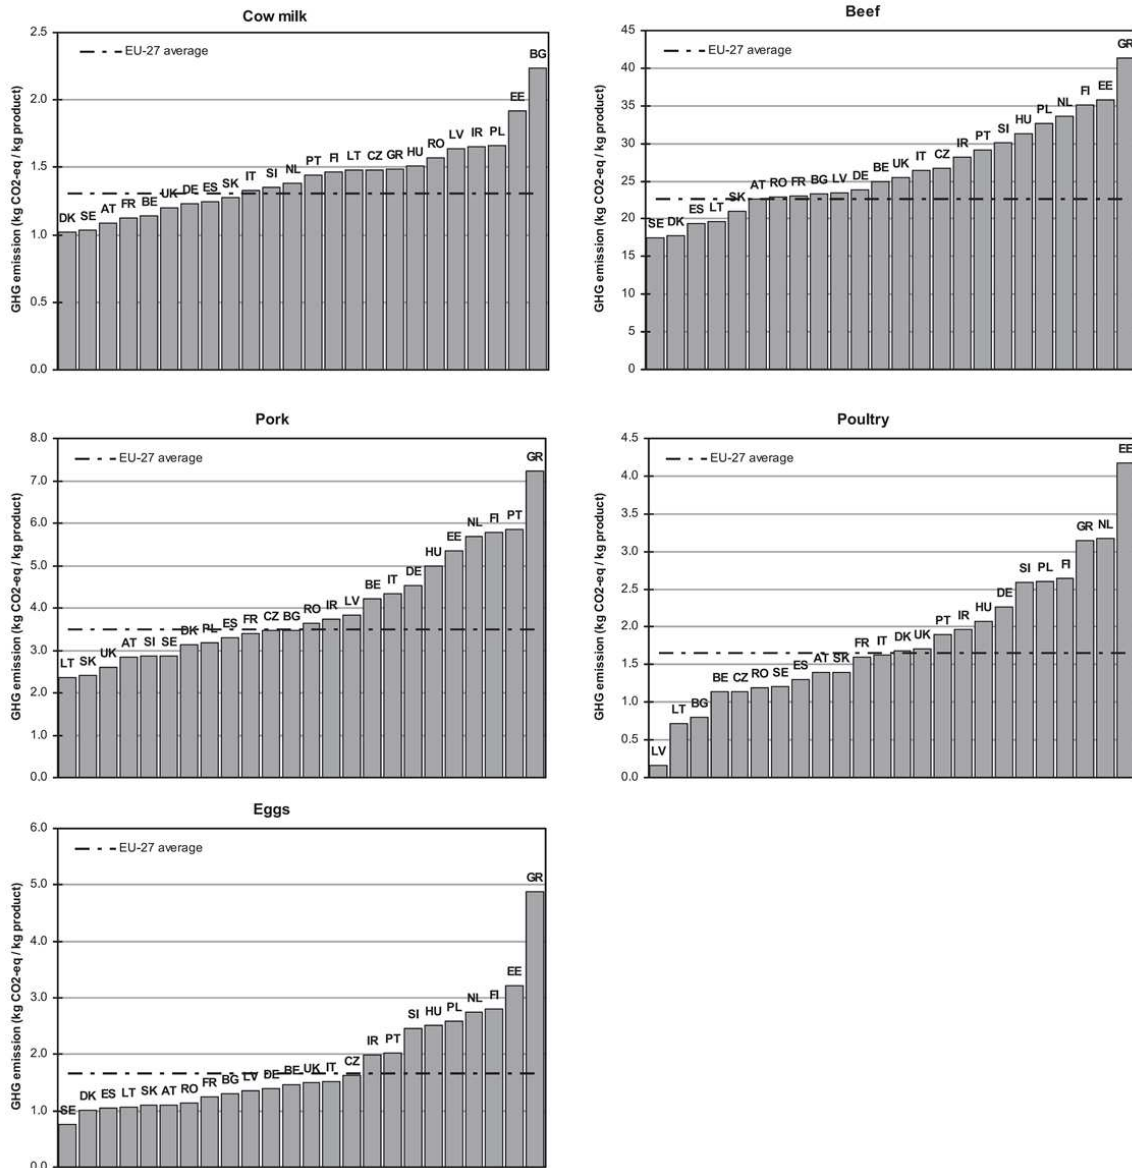 Cow milk
2.5
2.0
1.5
1.0
0.5
0.0
GHG emission (kg CO2-eq / kg product)
EU-27 average
DK SE AT FR BE UK DE ES SK IT SI NL PT FI LT CZ GR HU RO LV IR PL EE BG
Beef
45
40
35
30
25
20
15
10
5
0
GHG emission (kg CO2-eq / kg product)
EU-27 average
SE DK ES LT SK AT RO FR BG LV DE BE UK IT CZ IR PT SI HU PL NL FI EE GR
Pork
8.0
7.0
6.0
5.0
4.0
3.0
2.0
1.0
0.0
GHG emission (kg CO2-eq / kg product)
EU-27 average
LT SK UK AT SI SE DK PL ES FR CZ BG RO IR LV BE IT DE HU EE NL FI PT GR
Poultry
4.5
4.0
3.5
3.0
2.5
2.0
1.5
1.0
0.5
0.0
GHG emission (kg CO2-eq / kg product)
EU-27 average
LV LT BG BE CZ RO SE ES AT SK FR IT DK UK PT IR HU DE SI PL FI GR NL EE
Eggs
6.0
5.0
4.0
3.0
2.0
1.0
0.0
GHG emission (kg CO2-eq / kg product)
EU-27 average
SE DK ES LT SK AT RO FR BG LV DE BE UK IT CZ IR PT SI HU PL NL FI EE GR